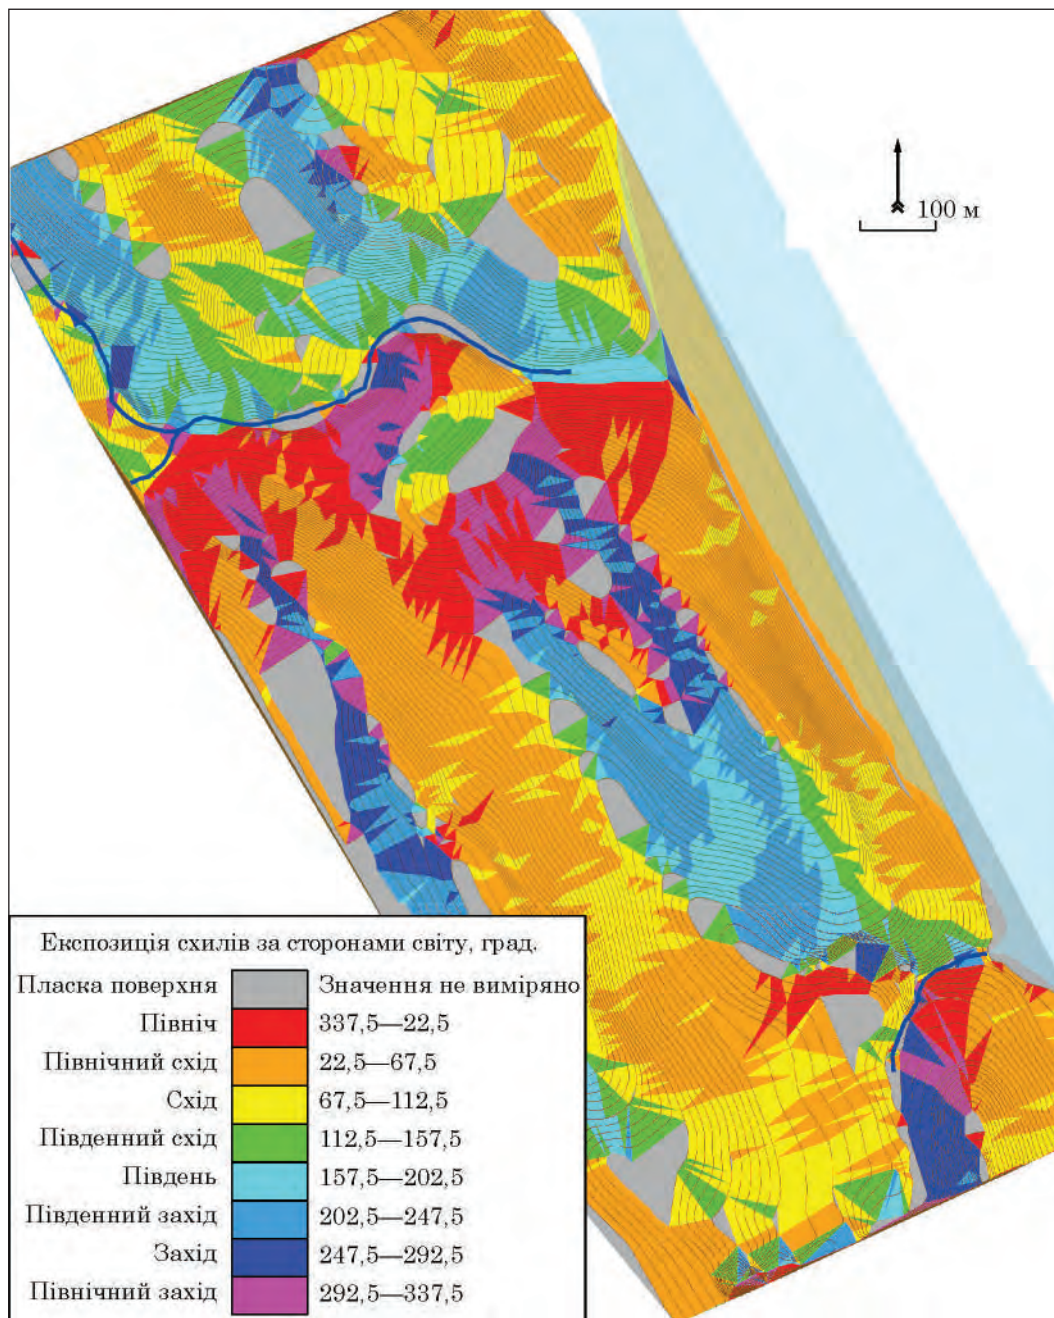 100 м
Експозиція схилів за сторонами світу, град.
Пласка поверхня Значення не виміряно
Північ 337,5—22,5
Північний схід 22,5—67,5
Схід 67,5—112,5
Південний схід 112,5—157,5
Південь 157,5—202,5
Південний захід 202,5—247,5
Захід 247,5—292,5
Північний захід 292,5—337,5